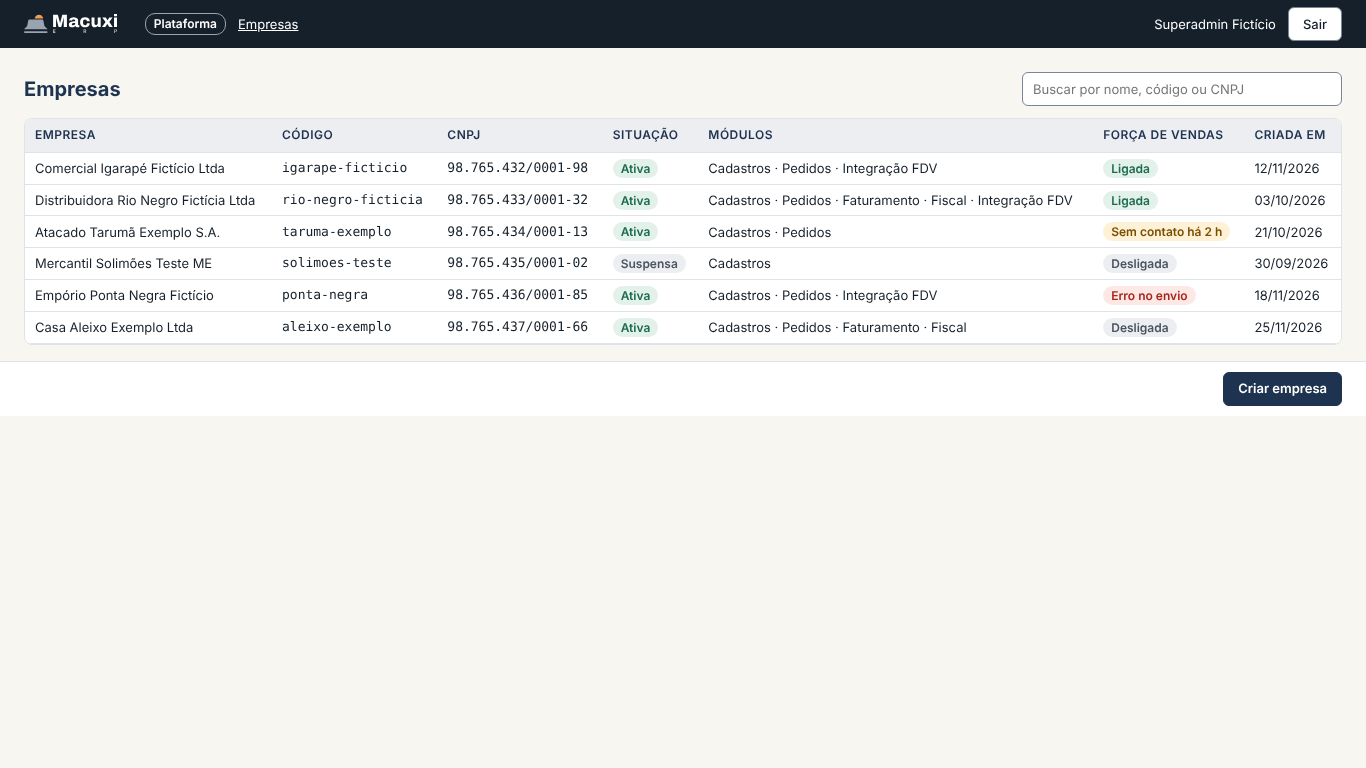 Macuxi
ERP
Plataforma Empresas Superadmin Fictício Sair
Empresas
Buscar por nome, código ou CNPJ
EMPRESA CÓDIGO CNPJ SITUAÇÃO MÓDULOS FORÇA DE VENDAS CRIADA EM
Comercial Igarapé Fictício Ltda igarape-ficticio 98.765.432/0001-98 Ativa Cadastros · Pedidos · Integração FDV Ligada 12/11/2026
Distribuidora Rio Negro Fictícia Ltda rio-negro-ficticia 98.765.433/0001-32 Ativa Cadastros · Pedidos · Faturamento · Fiscal · Integração FDV Ligada 03/10/2026
Atacado Tarumã Exemplo S.A. taruma-exemplo 98.765.434/0001-13 Ativa Cadastros · Pedidos Sem contato há 2 h 21/10/2026
Mercantil Solimões Teste ME solimoes-teste 98.765.435/0001-02 Suspensa Cadastros Desligada 30/09/2026
Empório Ponta Negra Fictício ponta-negra 98.765.436/0001-85 Ativa Cadastros · Pedidos · Integração FDV Erro no envio 18/11/2026
Casa Aleixo Exemplo Ltda aleixo-exemplo 98.765.437/0001-66 Ativa Cadastros · Pedidos · Faturamento · Fiscal Desligada 25/11/2026
Criar empresa